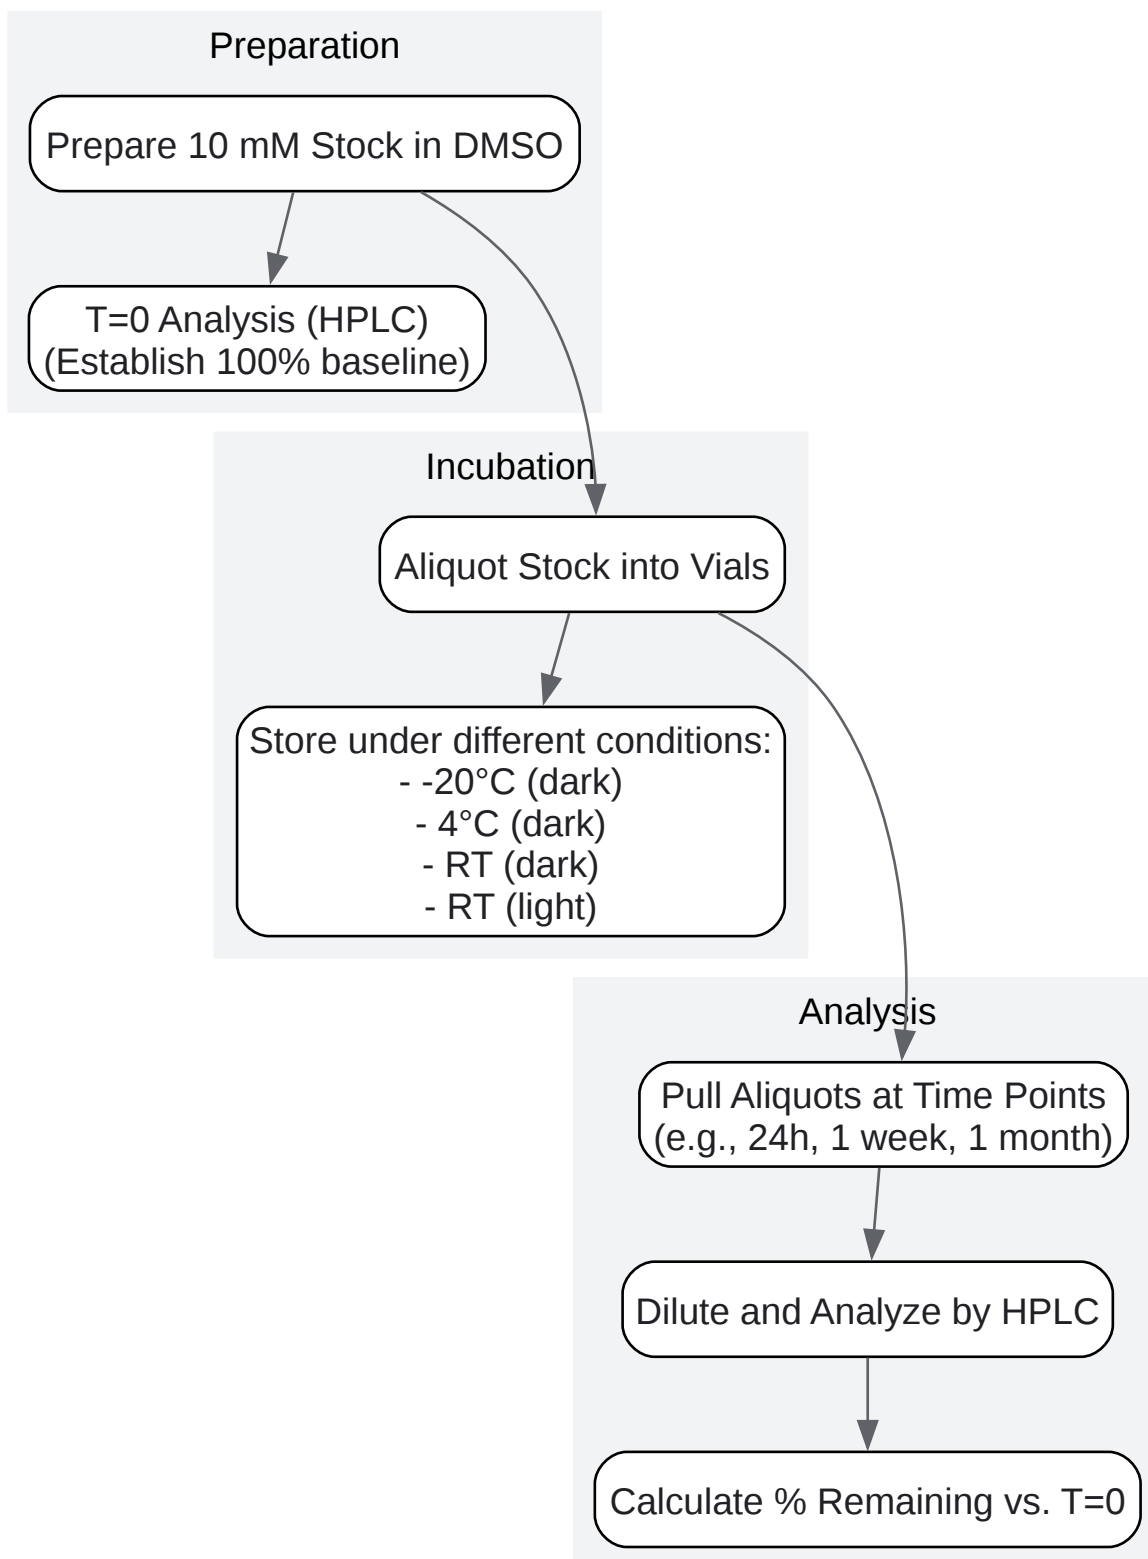 Preparation
Prepare 10 mM Stock in DMSO
T=0 Analysis (HPLC)
(Establish 100% baseline)
Incubation
Aliquot Stock into Vials
Store under different conditions:
- -20°C (dark)
- 4°C (dark)
- RT (dark)
- RT (light)
Analysis
Pull Aliquots at Time Points
(e.g., 24h, 1 week, 1 month)
Dilute and Analyze by HPLC
Calculate % Remaining vs. T=0